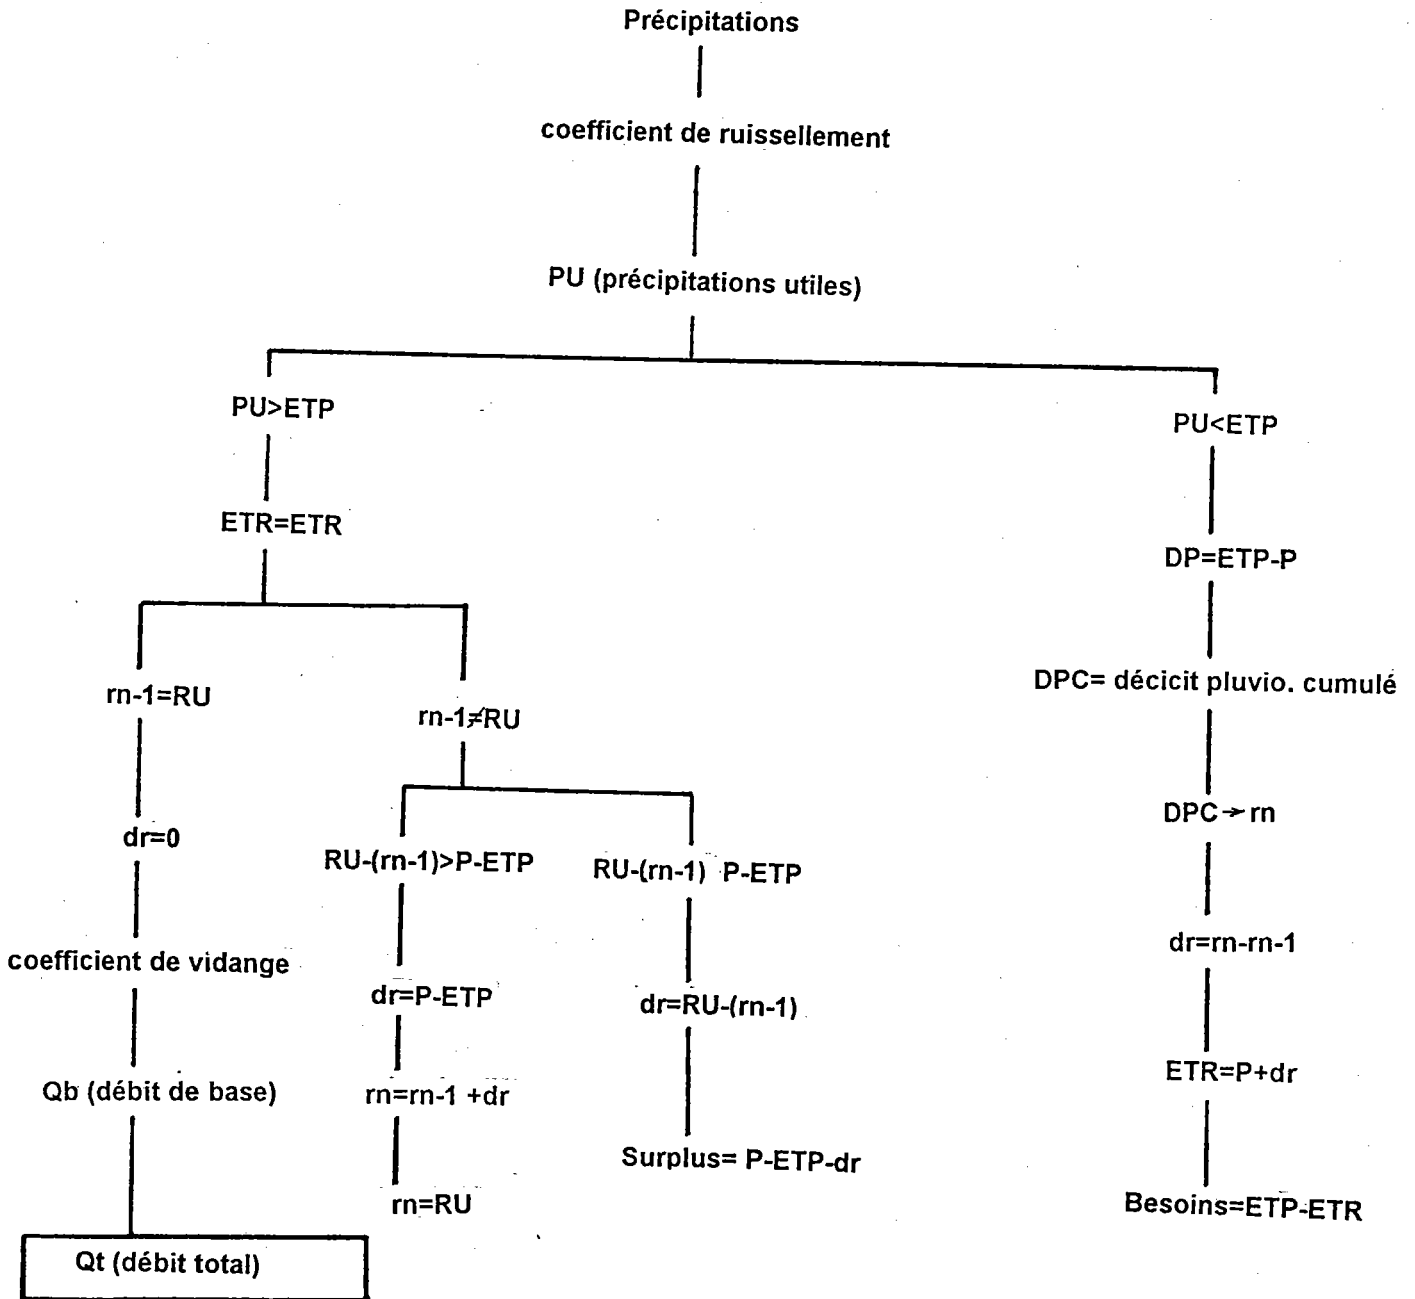 Précipitations
coefficient de ruissellement
PU (précipitations utiles)
PU>ETP
PU<ETP
ETR=ETR
DP=ETP-P
rn-1=RU
rn-1≠RU
DPC= décicit pluvio. cumulé
dr=0
RU-(rn-1)>P-ETP
RU-(rn-1) P-ETP
DPC→rn
coefficient de vidange
dr=P-ETP
dr=RU-(rn-1)
dr=rn-rn-1
Qb (débit de base)
rn=rn-1 +dr
ETR=P+dr
Surplus= P-ETP-dr
rn=RU
Besoins=ETP-ETR
Qt (débit total)